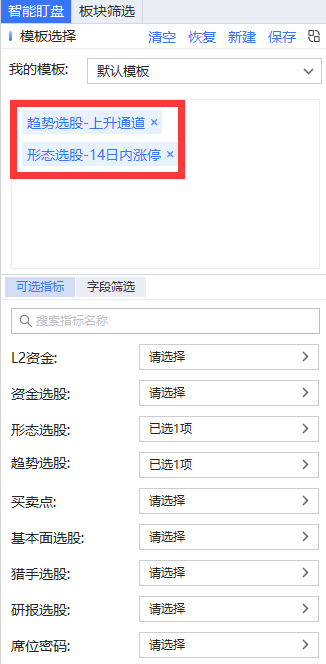 智能盯盘 板块筛选
模板选择 清空 恢复 新建 保存
我的模板: 默认模板
趋势选股-上升通道 ×
形态选股-14日内涨停 ×
可选指标 字段筛选
搜索指标名称
L2资金: 请选择
资金选股: 请选择
形态选股: 已选1项
趋势选股: 已选1项
买卖点: 请选择
基本面选股: 请选择
猎手选股: 请选择
研报选股: 请选择
席位密码: 请选择